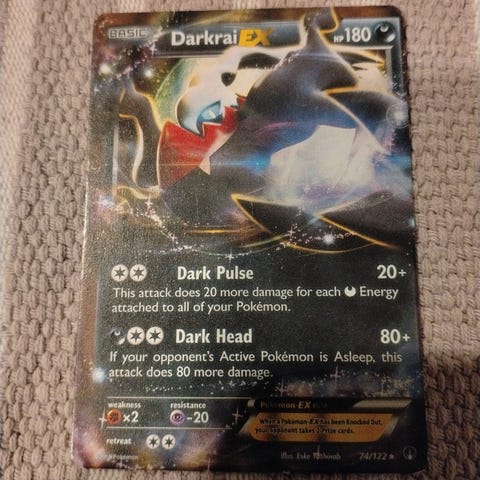 BASIC Darkrai EX HP180
Dark Pulse 20+
This attack does 20 more damage for each Energy
attached to all of your Pokémon.
Dark Head 80+
If your opponent's Active Pokémon is Asleep, this
attack does 80 more damage.
weakness resistance
×2 -20
Pokémon-EX rule
When a Pokémon-EX has been Knocked Out,
your opponent takes 2 Prize cards.
retreat
Illus. 74/122
Pokémon